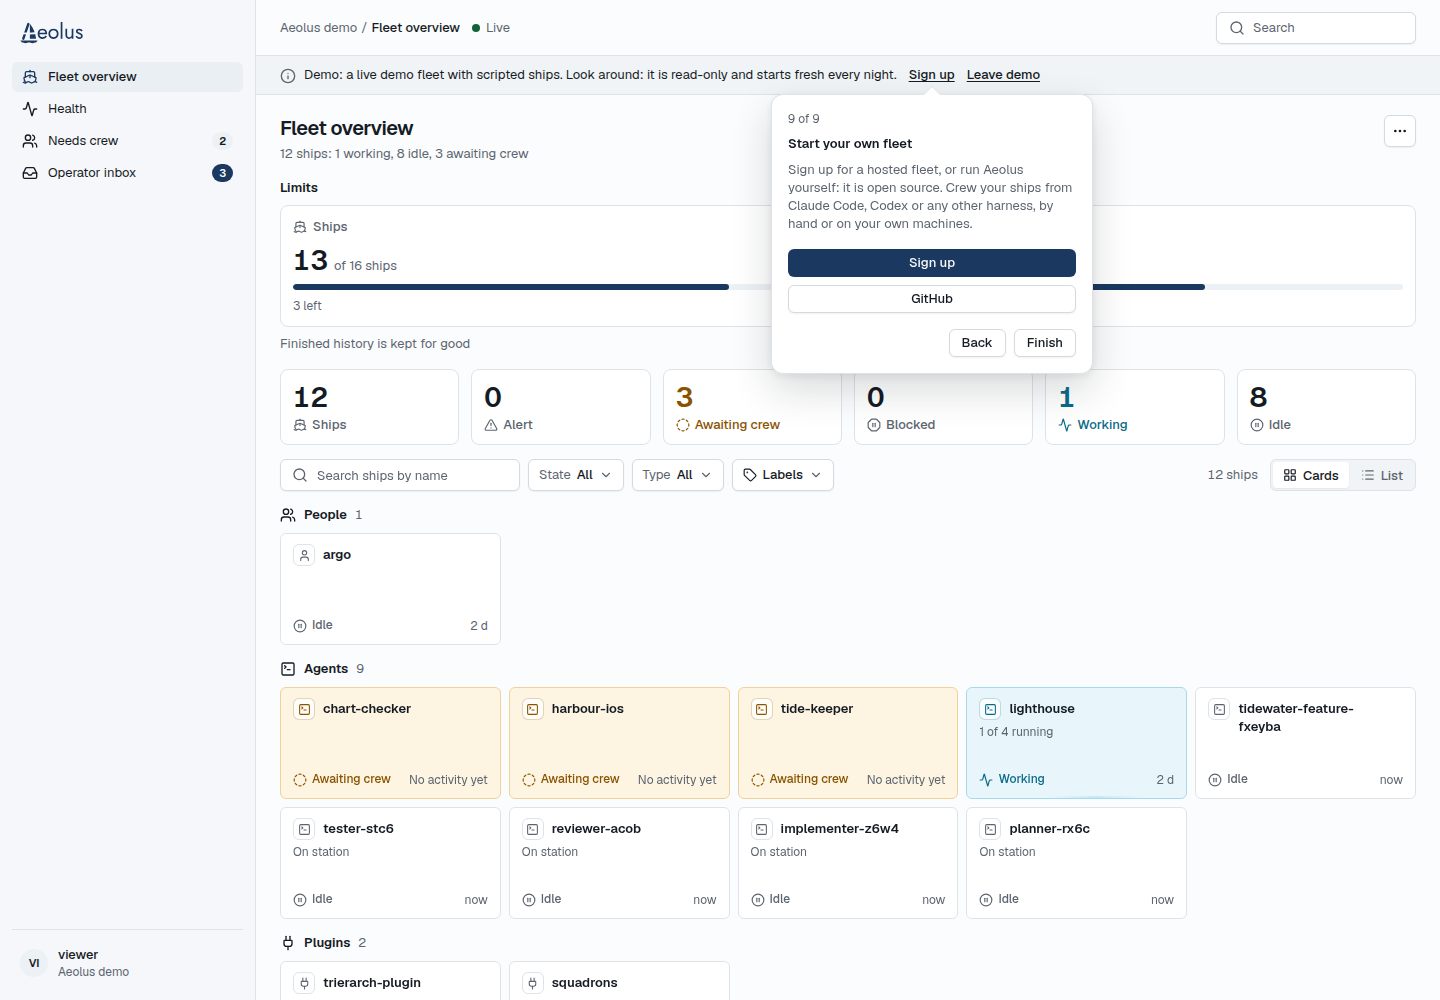 Aeolus
Fleet overview
Health
Needs crew 2
Operator inbox 3
VI
viewer
Aeolus demo
Aeolus demo / Fleet overview Live
Search
Demo: a live demo fleet with scripted ships. Look around: it is read-only and starts fresh every night. Sign up Leave demo
Fleet overview
12 ships: 1 working, 8 idle, 3 awaiting crew
Limits
Ships
13 of 16 ships
3 left
Finished history is kept for good
9 of 9
Start your own fleet
Sign up for a hosted fleet, or run Aeolus
yourself: it is open source. Crew your ships from
Claude Code, Codex or any other harness, by
hand or on your own machines.
Sign up
GitHub
Back Finish
12
Ships
0
Alert
3
Awaiting crew
0
Blocked
1
Working
8
Idle
Search ships by name State All Type All Labels 12 ships Cards List
People 1
argo
Idle 2 d
Agents 9
chart-checker
Awaiting crew No activity yet
harbour-ios
Awaiting crew No activity yet
tide-keeper
Awaiting crew No activity yet
lighthouse
1 of 4 running
Working 2 d
tidewater-feature-
fxeyba
Idle now
tester-stc6
On station
Idle now
reviewer-acob
On station
Idle now
implementer-z6w4
On station
Idle now
planner-rx6c
On station
Idle now
Plugins 2
trierarch-plugin
squadrons